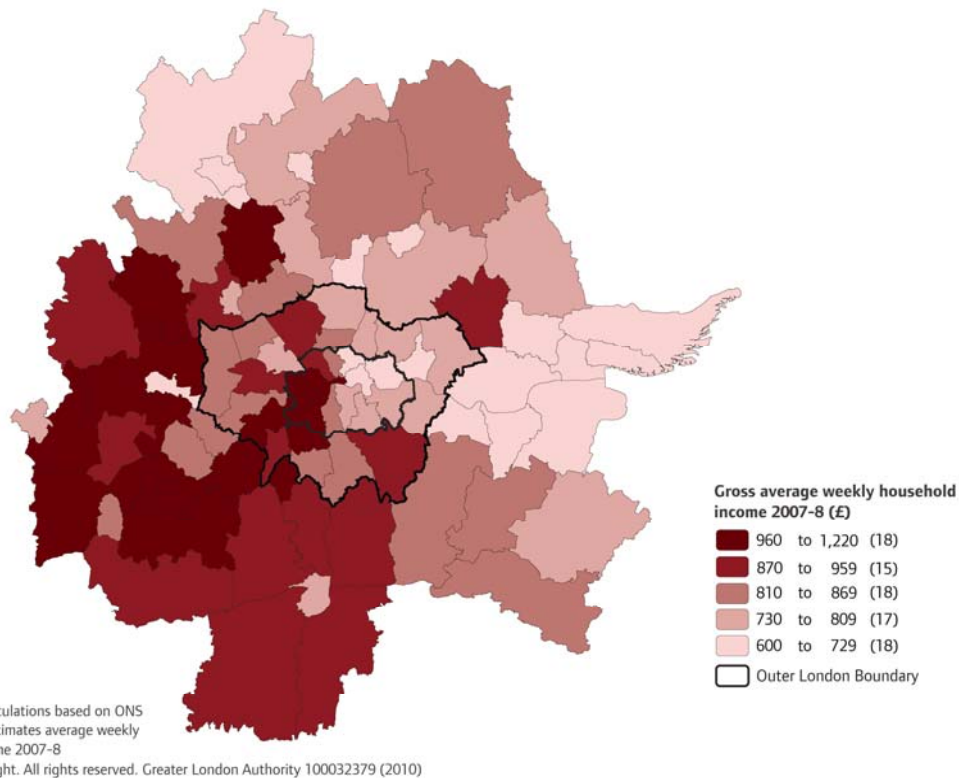 Gross average weekly household
income 2007-8 (£)
960 to 1,220 (18)
870 to 959 (15)
810 to 869 (18)
730 to 809 (17)
600 to 729 (18)
Outer London Boundary
culations based on ONS
timates average weekly
me 2007-8
ght. All rights reserved. Greater London Authority 100032379 (2010)